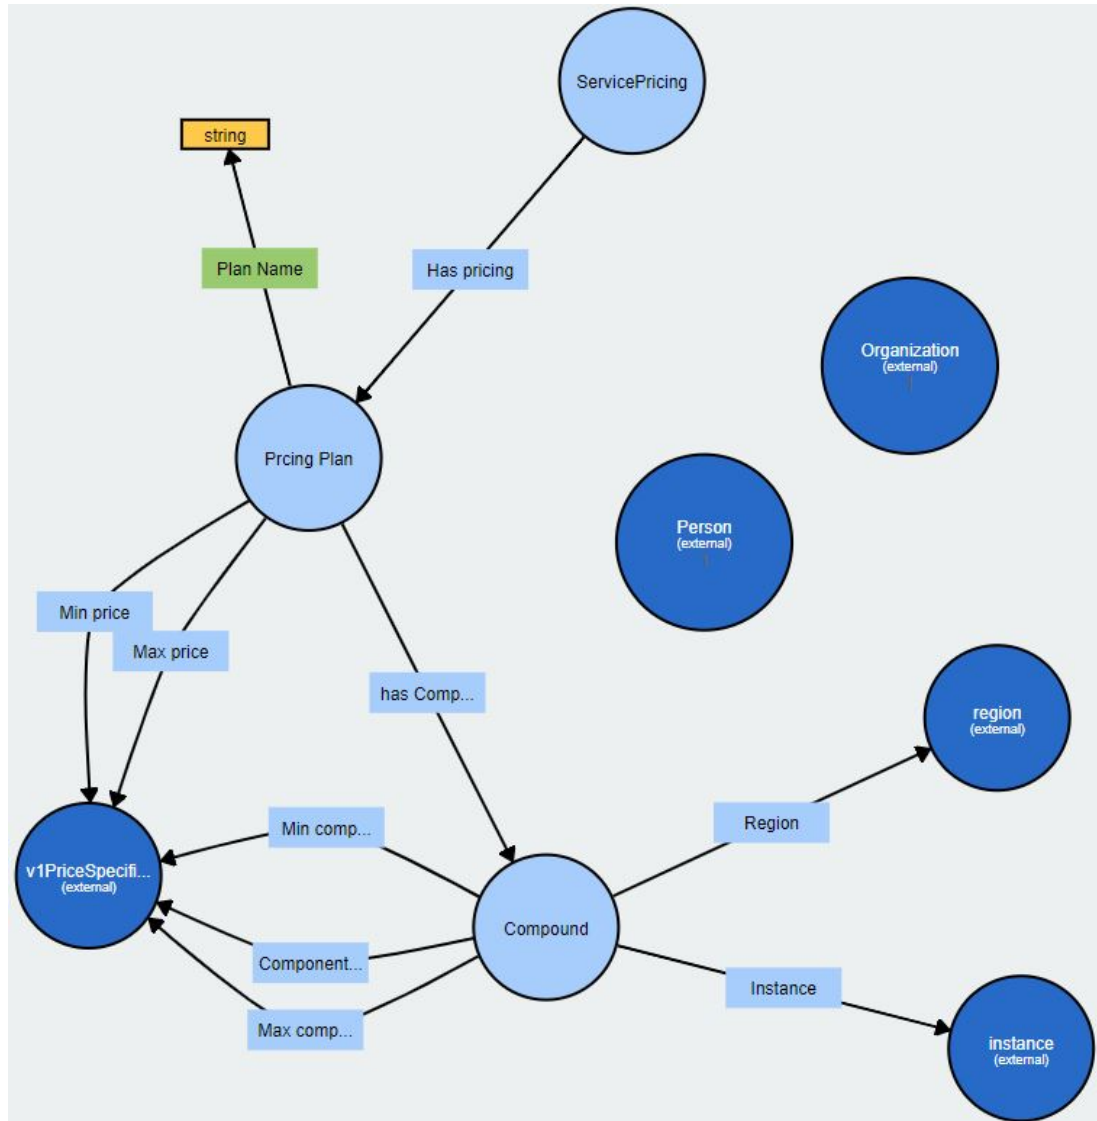 ServicePricing
string
Plan Name
Has pricing
Organization
(external)
Prcing Plan
Person
(external)
Min price
Max price
has Comp...
region
(external)
Min comp...
Region
v1PriceSpecifi...
(external)
Compound
Component...
Instance
Max comp...
instance
(external)